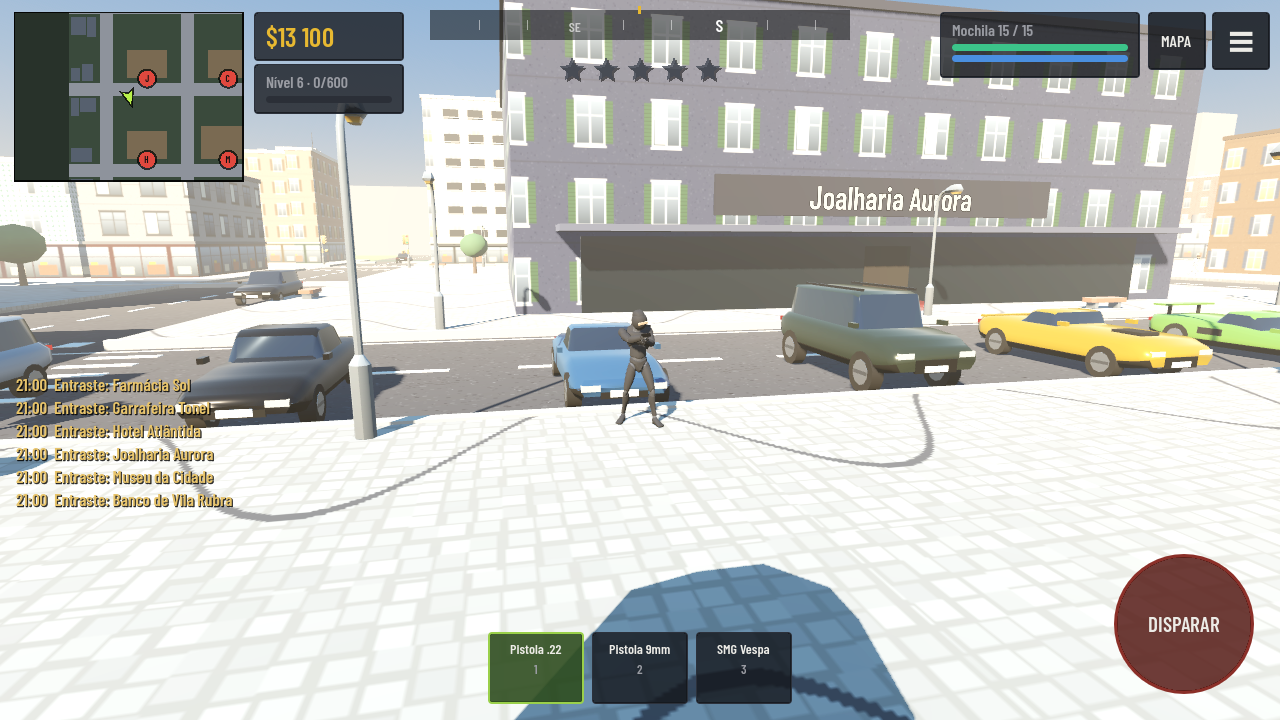 J
C
H
M
$13 100
Nível 6 · 0/600
SE
S
Mochila 15 / 15
MAPA
Joalharia Aurora
21:00 Entraste: Farmácia Sol
21:00 Entraste: Garrafeira Tonel
21:00 Entraste: Hotel Atlântida
21:00 Entraste: Joalharia Aurora
21:00 Entraste: Museu da Cidade
21:00 Entraste: Banco de Vila Rubra
Pistola .22
1
Pistola 9mm
2
SMG Vespa
3
DISPARAR